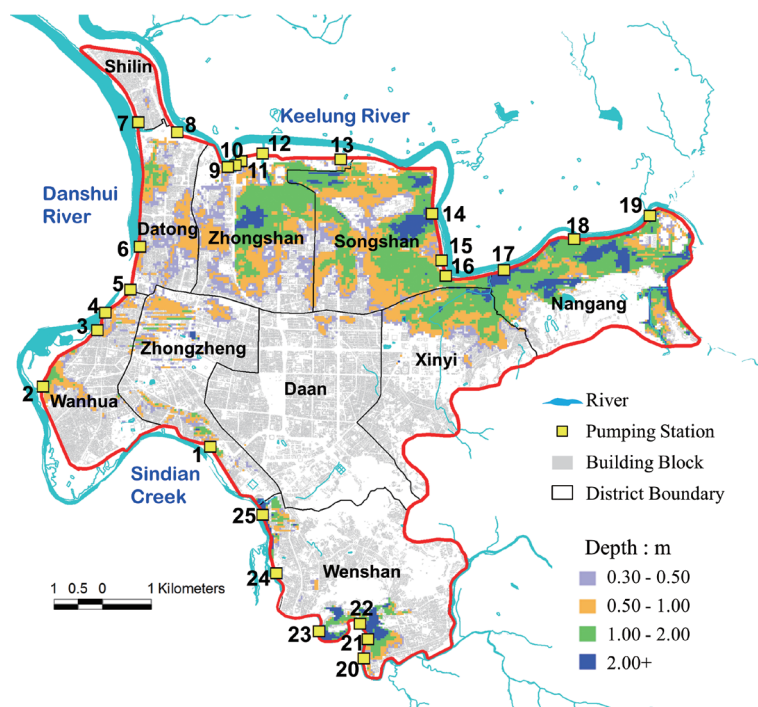 Shilin
7
8
Keelung River
10
12
13
9
11
19
Danshui
River
Datong
Zhongshan
Songshan
14
18
6
15
17
16
5
Nangang
4
3
Zhongzheng
Xinyi
2
Wanhua
Daan
River
Pumping Station
1
Building Block
Sindian
Creek
District Boundary
25
Depth : m
24
Wenshan
0.30 - 0.50
1 0.5 0 1 Kilometers
0.50 - 1.00
22
23
1.00 - 2.00
21
20
2.00+